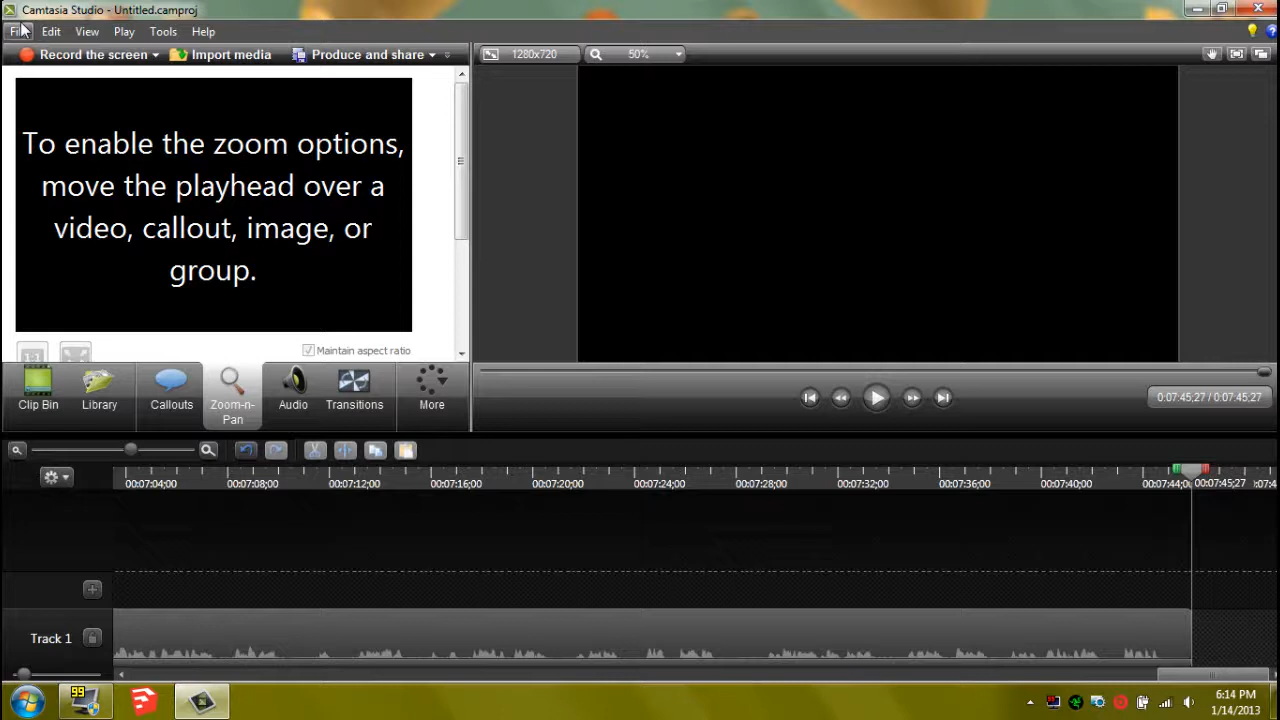 Camtasia Studio - Untitled.camproj
Edit View Play Tools Help
Record the screen Import media Produce and share
1280x720 50%
To enable the zoom options,
move the playhead over a
video, callout, image, or
group.
1:1
Maintain aspect ratio
Clip Bin Library Callouts Zoom-n-Pan Audio Transitions More
0:07:45;27 / 0:07:45;27
00:07:04;00 00:07:08;00 00:07:12;00 00:07:16;00 00:07:20;00 00:07:24;00 00:07:28;00 00:07:32;00 00:07:36;00 00:07:40;00 00:07:44;0 00:07:45;27
Track 1
99
6:14 PM
1/14/2013